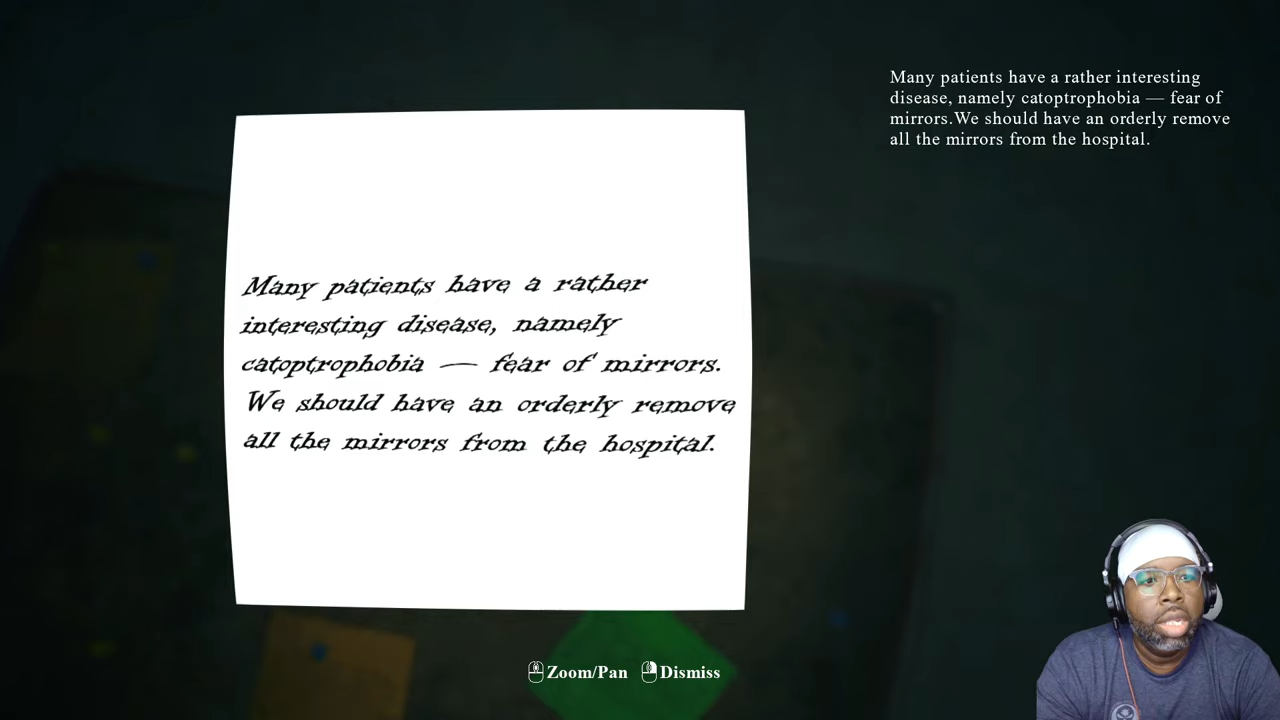 Many patients have a rather
interesting disease, namely
catoptrophobia — fear of mirrors.
We should have an orderly remove
all the mirrors from the hospital.
Many patients have a rather interesting
disease, namely catoptrophobia — fear of
mirrors.We should have an orderly remove
all the mirrors from the hospital.
Zoom/Pan Dismiss